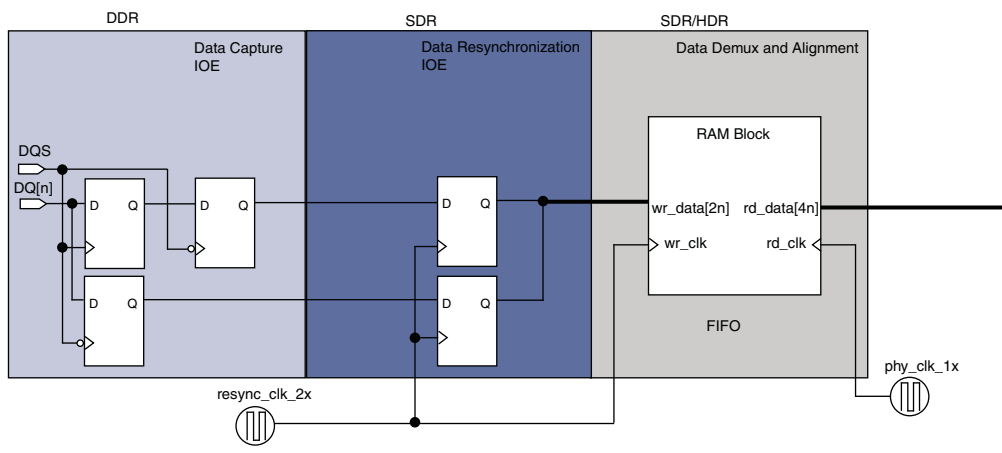 DDR
SDR
SDR/HDR
Data Capture
IOE
Data Resynchronization
IOE
Data Demux and Alignment
RAM Block
DQS
DQ[n]
D Q
D Q
D Q
wr_data[2n] rd_data[4n]
wr_clk rd_clk
D Q
D Q
FIFO
resync_clk_2x
phy_clk_1x